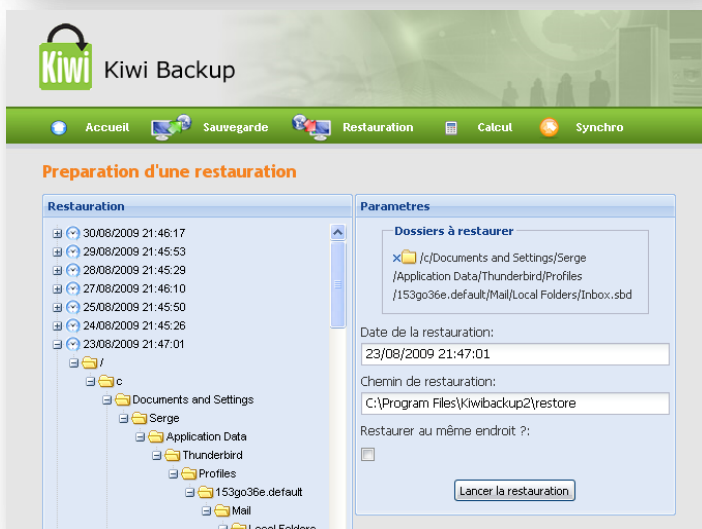 Kiwi
Kiwi Backup
Accueil Sauvegarde Restauration Calcul Synchro
Preparation d'une restauration
Restauration
30/08/2009 21:46:17
29/08/2009 21:45:53
28/08/2009 21:45:29
27/08/2009 21:46:10
25/08/2009 21:45:50
24/08/2009 21:45:26
23/08/2009 21:47:01
/
c
Documents and Settings
Serge
Application Data
Thunderbird
Profiles
153go36e.default
Mail
Local Folders
Parametres
Dossiers à restaurer
/c/Documents and Settings/Serge
/Application Data/Thunderbird/Profiles
/153go36e.default/Mail/Local Folders/Inbox.sbd
Date de la restauration:
23/08/2009 21:47:01
Chemin de restauration:
C:\Program Files\Kiwibackup2\restore
Restaurer au même endroit ?:
Lancer la restauration